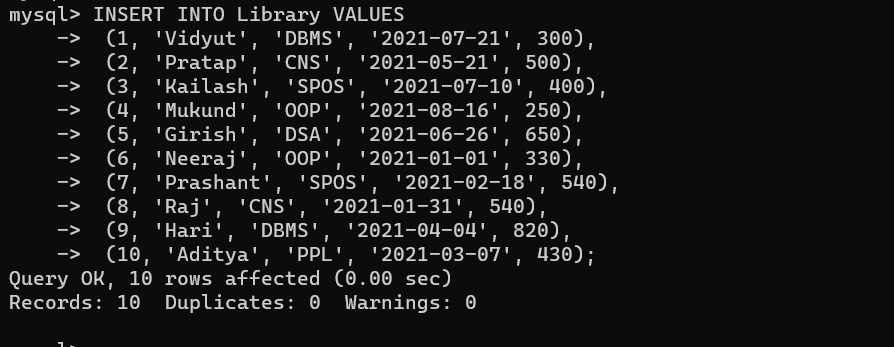 mysql> INSERT INTO Library VALUES
    -> (1, 'Vidyut', 'DBMS', '2021-07-21', 300),
    -> (2, 'Pratap', 'CNS', '2021-05-21', 500),
    -> (3, 'Kailash', 'SPOS', '2021-07-10', 400),
    -> (4, 'Mukund', 'OOP', '2021-08-16', 250),
    -> (5, 'Girish', 'DSA', '2021-06-26', 650),
    -> (6, 'Neeraj', 'OOP', '2021-01-01', 330),
    -> (7, 'Prashant', 'SPOS', '2021-02-18', 540),
    -> (8, 'Raj', 'CNS', '2021-01-31', 540),
    -> (9, 'Hari', 'DBMS', '2021-04-04', 820),
    -> (10, 'Aditya', 'PPL', '2021-03-07', 430);
Query OK, 10 rows affected (0.00 sec)
Records: 10  Duplicates: 0  Warnings: 0